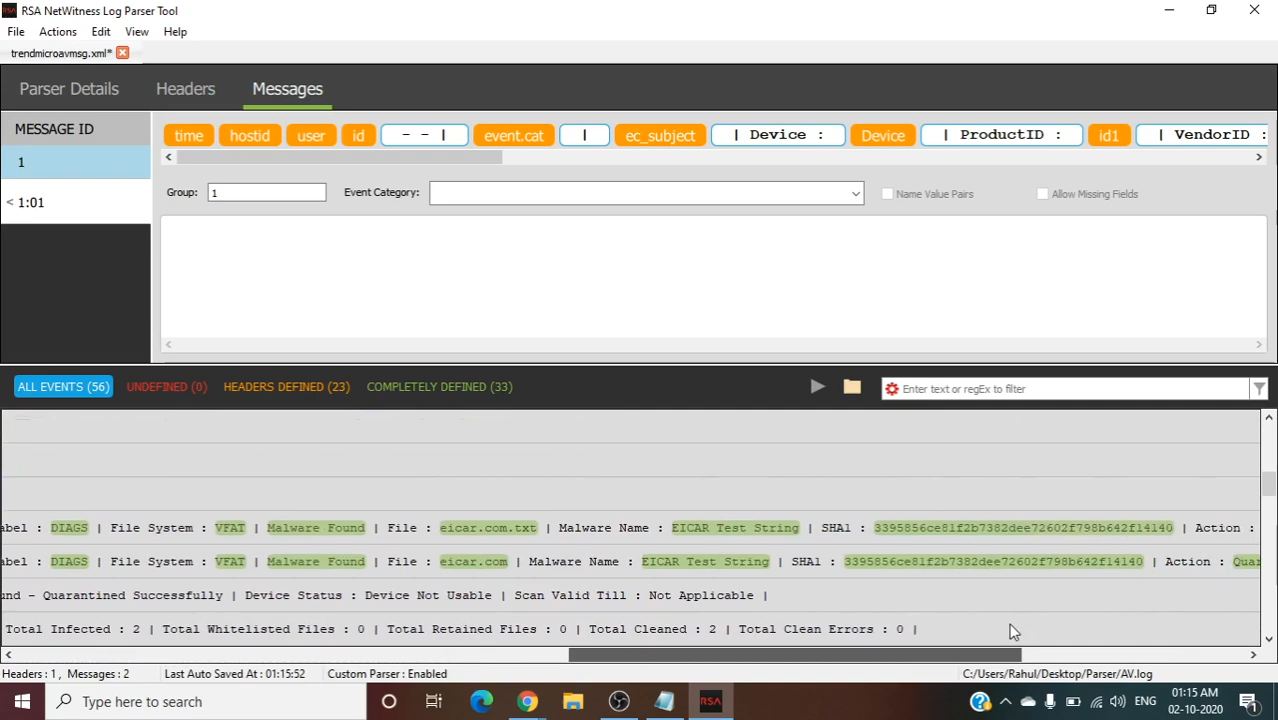 RSA NetWitness Log Parser Tool
File Actions Edit View Help
trendmicroavmsg.xml*
Parser Details Headers Messages
MESSAGE ID
time hostid user id - - | event.cat | ec_subject | Device : Device | ProductID : id1 | VendorID :
1
Group: 1 Event Category: Name Value Pairs Allow Missing Fields
< 1:01
ALL EVENTS (56) UNDEFINED (0) HEADERS DEFINED (23) COMPLETELY DEFINED (33) Enter text or regEx to filter
abel : DIAGS | File System : VFAT | Malware Found | File : eicar.com.txt | Malware Name : EICAR Test String | SHA1 : 3395856ce81f2b7382dee72602f798b642f14140 | Action :
abel : DIAGS | File System : VFAT | Malware Found | File : eicar.com | Malware Name : EICAR Test String | SHA1 : 3395856ce81f2b7382dee72602f798b642f14140 | Action : Quar
und - Quarantined Successfully | Device Status : Device Not Usable | Scan Valid Till : Not Applicable |
Total Infected : 2 | Total Whitelisted Files : 0 | Total Retained Files : 0 | Total Cleaned : 2 | Total Clean Errors : 0 |
Headers : 1 , Messages : 2 Last Auto Saved At : 01:15:52 Custom Parser : Enabled C:/Users/Rahul/Desktop/Parser/AV.log
Type here to search RSA ENG 01:15 AM
02-10-2020 1